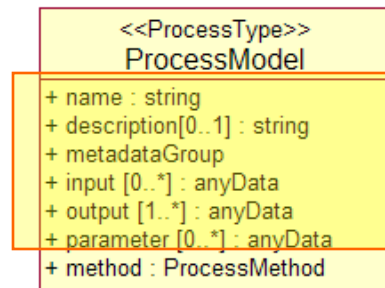 <<ProcessType>>
ProcessModel
+ name : string
+ description[0..1] : string
+ metadataGroup
+ input [0..*] : anyData
+ output [1..*] : anyData
+ parameter [0..*] : anyData
+ method : ProcessMethod